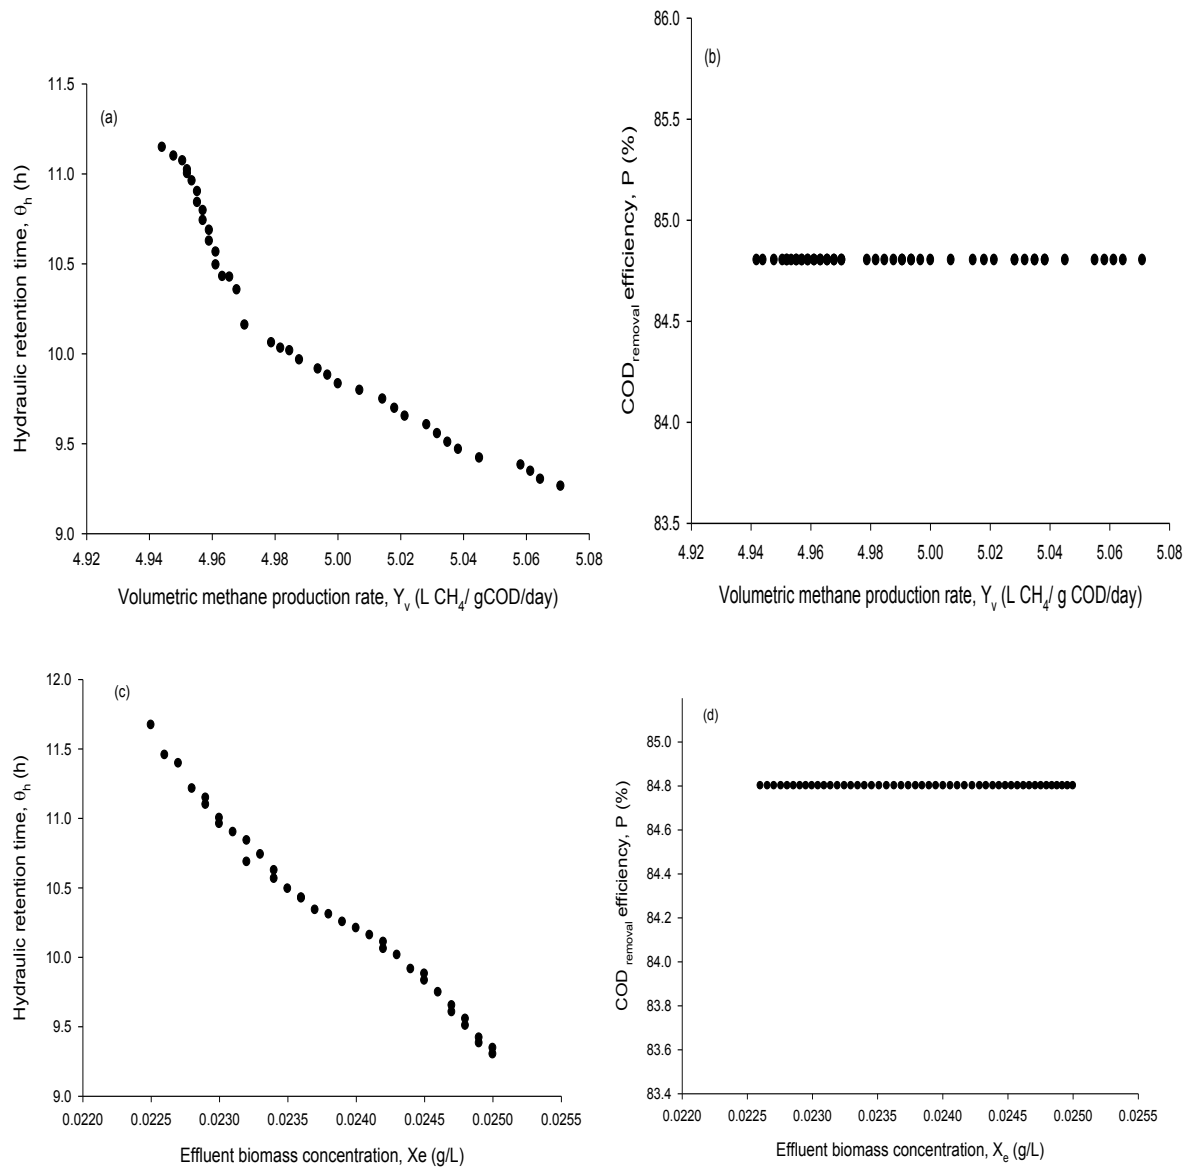 (a)
Hydraulic retention time, θh (h)
11.5
11.0
10.5
10.0
9.5
9.0
4.92 4.94 4.96 4.98 5.00 5.02 5.04 5.06 5.08
Volumetric methane production rate, Yv (L CH4/ gCOD/day)
(b)
CODremoval efficiency, P (%)
86.0
85.5
85.0
84.5
84.0
83.5
4.92 4.94 4.96 4.98 5.00 5.02 5.04 5.06 5.08
Volumetric methane production rate, Yv (L CH4/ g COD/day)
(c)
Hydraulic retention time, θh (h)
12.0
11.5
11.0
10.5
10.0
9.5
9.0
0.0220 0.0225 0.0230 0.0235 0.0240 0.0245 0.0250 0.0255
Effluent biomass concentration, Xe (g/L)
(d)
COD removal efficiency, P (%)
85.0
84.8
84.6
84.4
84.2
84.0
83.8
83.6
83.4
0.0220 0.0225 0.0230 0.0235 0.0240 0.0245 0.0250 0.0255
Effluent biomass concentration, Xe (g/L)